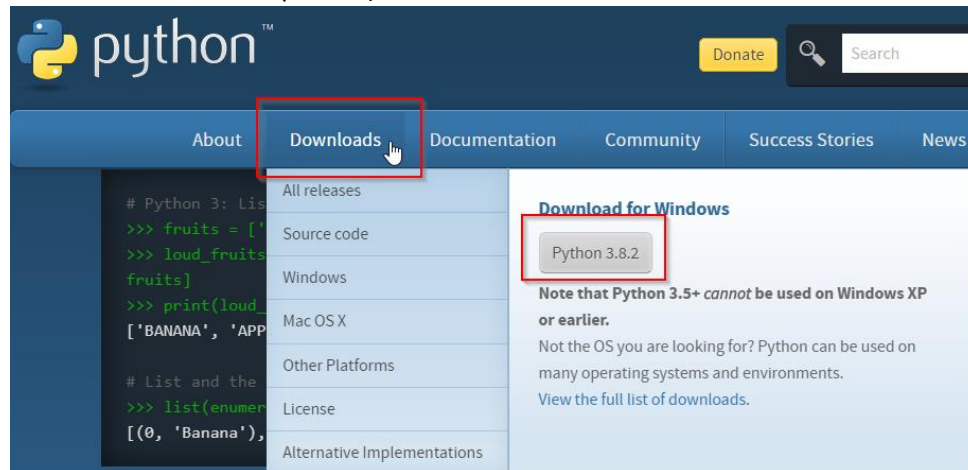 python™
Donate
Search
About Downloads Documentation Community Success Stories News
# Python 3: Lis
>>> fruits = ['
>>> loud_fruits
fruits]
>>> print(loud_
['BANANA', 'APP
# List and the
>>> list(enumer
[(0, 'Banana'),
All releases
Source code
Windows
Mac OS X
Other Platforms
License
Alternative Implementations
Download for Windows
Python 3.8.2
Note that Python 3.5+ cannot be used on Windows XP
or earlier.
Not the OS you are looking for? Python can be used on
many operating systems and environments.
View the full list of downloads.